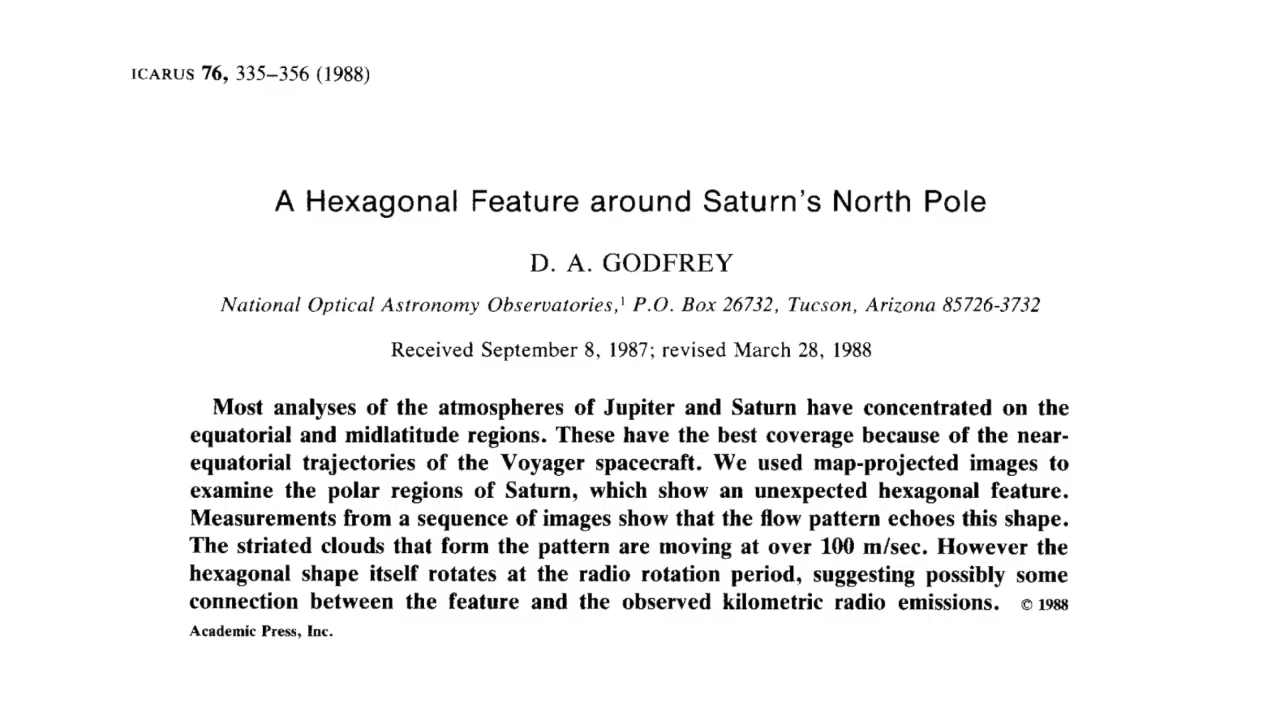 ICARUS 76, 335–356 (1988)
A Hexagonal Feature around Saturn's North Pole
D. A. GODFREY
National Optical Astronomy Observatories,¹ P.O. Box 26732, Tucson, Arizona 85726-3732
Received September 8, 1987; revised March 28, 1988
Most analyses of the atmospheres of Jupiter and Saturn have concentrated on the
equatorial and midlatitude regions. These have the best coverage because of the near-
equatorial trajectories of the Voyager spacecraft. We used map-projected images to
examine the polar regions of Saturn, which show an unexpected hexagonal feature.
Measurements from a sequence of images show that the flow pattern echoes this shape.
The striated clouds that form the pattern are moving at over 100 m/sec. However the
hexagonal shape itself rotates at the radio rotation period, suggesting possibly some
connection between the feature and the observed kilometric radio emissions. © 1988
Academic Press, Inc.